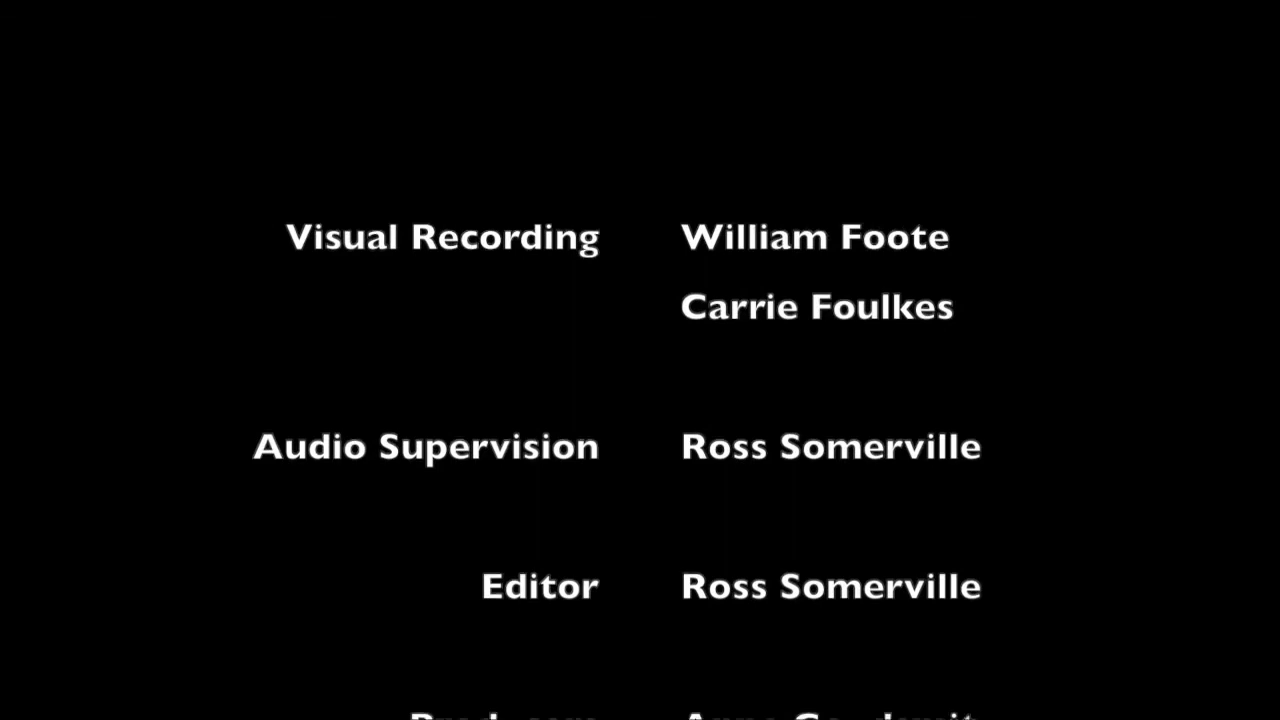 Visual Recording William Foote
Carrie Foulkes
Audio Supervision Ross Somerville
Editor Ross Somerville